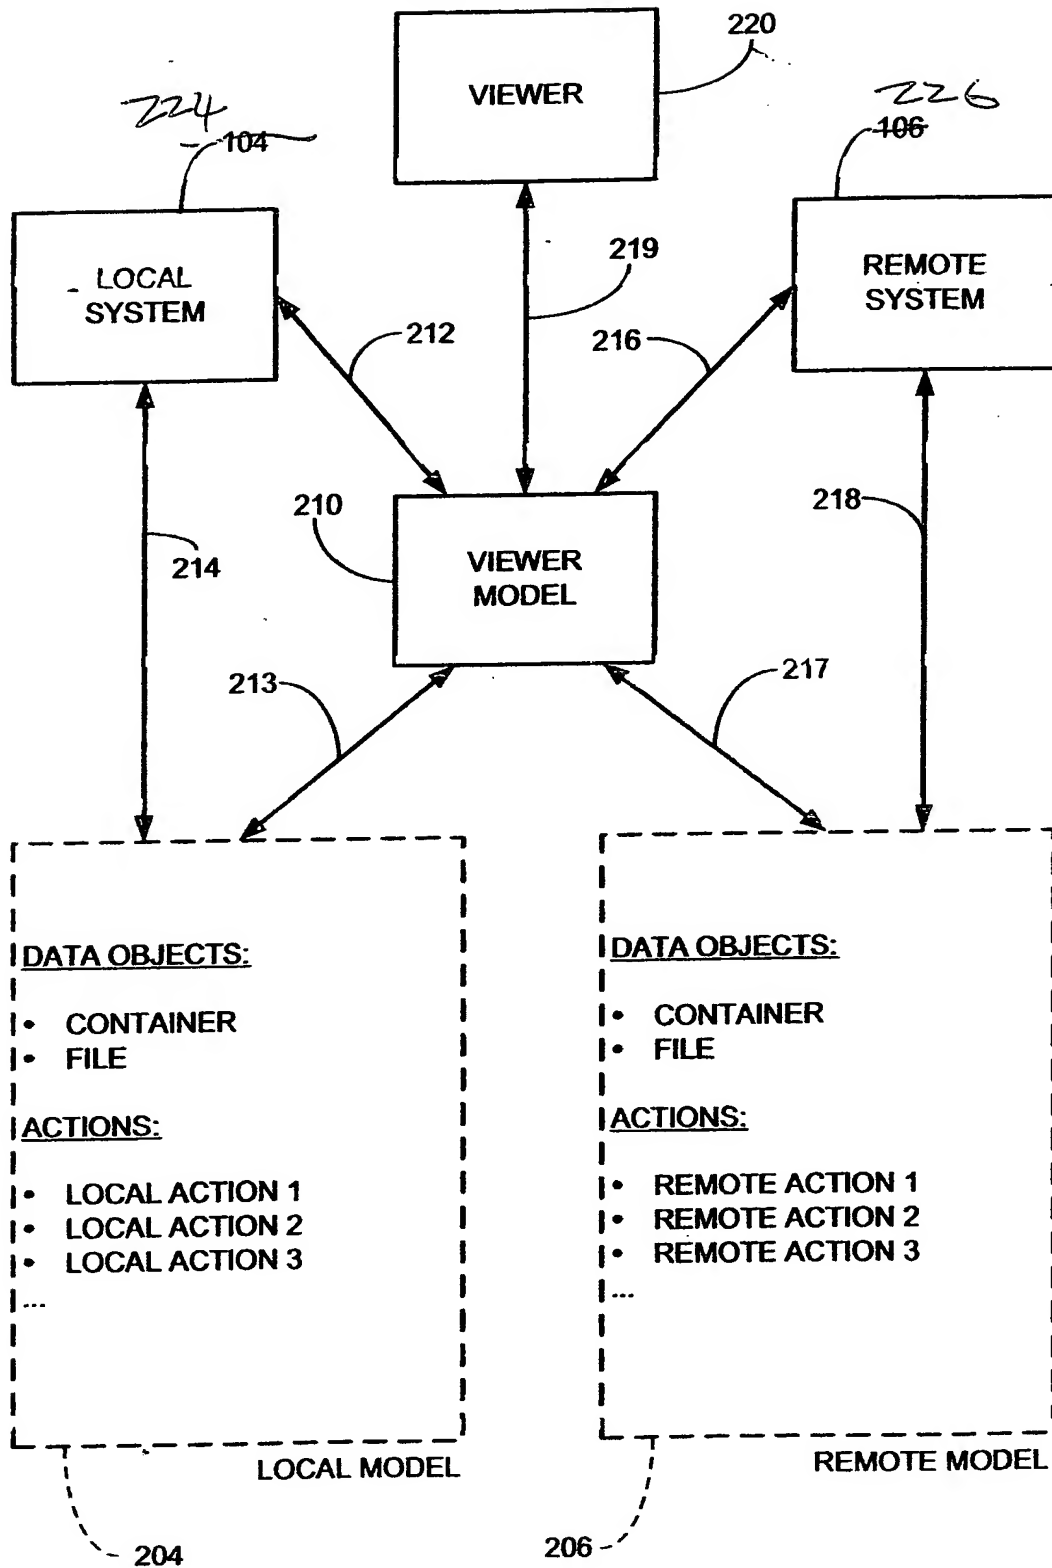 220
VIEWER
224
104
226
106
LOCAL
SYSTEM
REMOTE
SYSTEM
219
212
216
210
VIEWER
MODEL
218
214
213
217
DATA OBJECTS:
• CONTAINER
• FILE
ACTIONS:
• LOCAL ACTION 1
• LOCAL ACTION 2
• LOCAL ACTION 3
...
LOCAL MODEL
204
DATA OBJECTS:
• CONTAINER
• FILE
ACTIONS:
• REMOTE ACTION 1
• REMOTE ACTION 2
• REMOTE ACTION 3
...
REMOTE MODEL
206